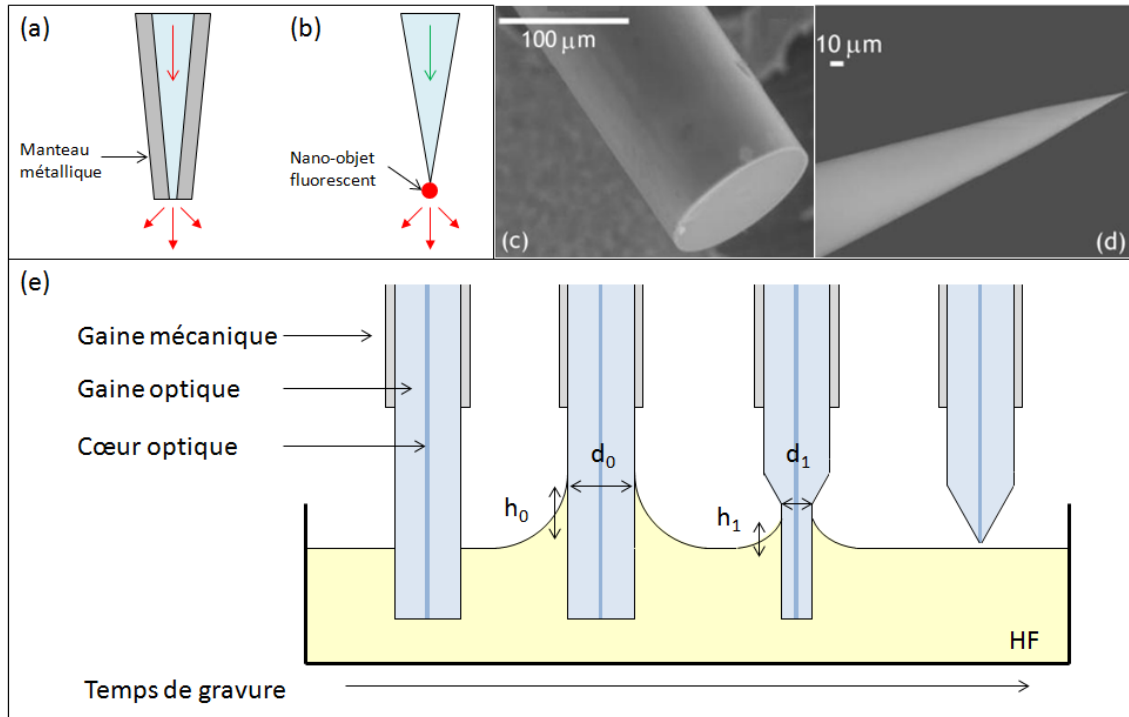 (a)
Manteau
métallique
(b)
Nano-objet
fluorescent
100 µm
(c)
10 µm
(d)
(e)
Gaine mécanique
Gaine optique
Cœur optique
d₀
h₀
d₁
h₁
HF
Temps de gravure